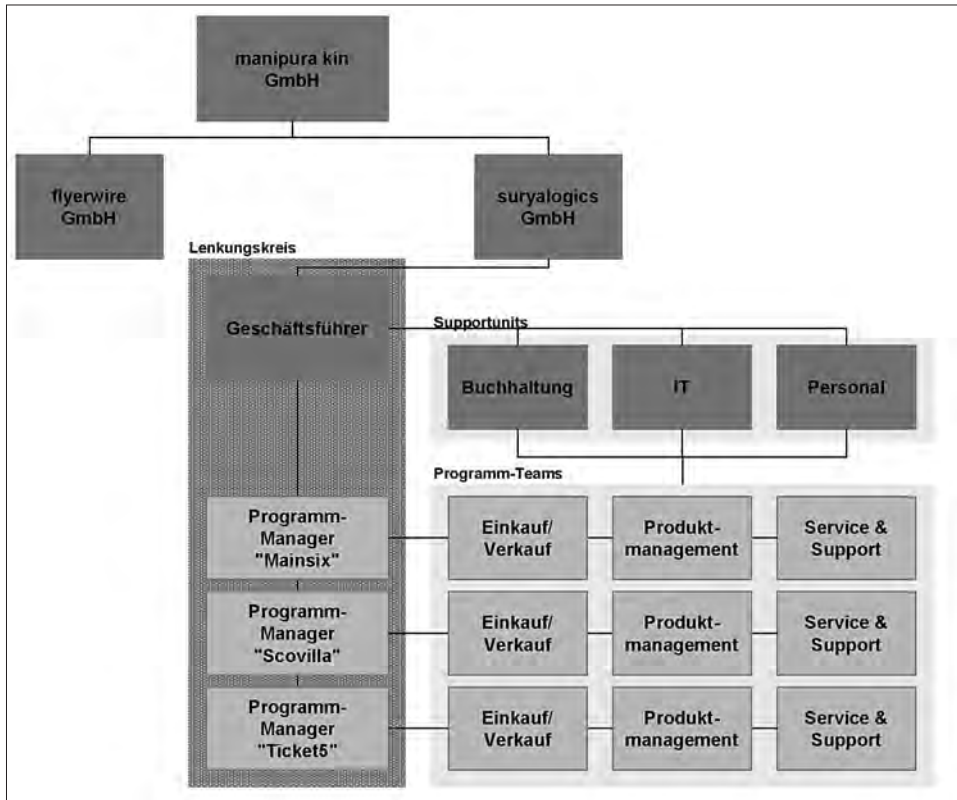 manipura kin
GmbH
flyerwire
GmbH
suryalogics
GmbH
Lenkungskreis
Geschäftsführer
Supportunits
Buchhaltung
IT
Personal
Programm-Teams
Programm-
Manager
"Mainsix"
Einkauf/
Verkauf
Produkt-
management
Service &
Support
Programm-
Manager
"Scovilla"
Einkauf/
Verkauf
Produkt-
management
Service &
Support
Programm-
Manager
"Ticket5"
Einkauf/
Verkauf
Produkt-
management
Service &
Support